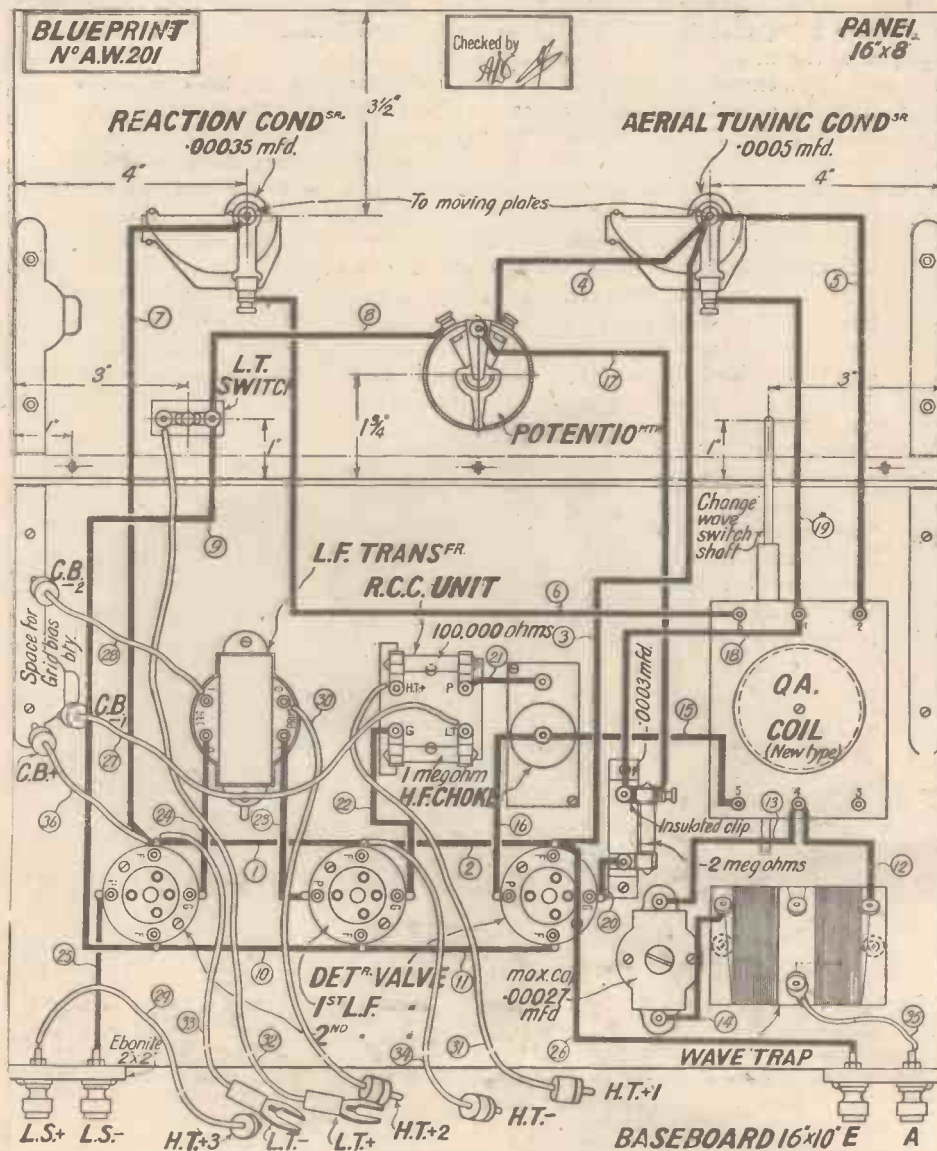 BLUEPRINT
Nº A.W.201
Checked by
PANEL
16"x8"
3½"
REACTION CONDSR.
.00035 mfd.
AERIAL TUNING CONDSR
.0005 mfd.
4"
To moving plates
4"
4
5
7
8
L.T.
SWITCH
17
3"
3"
1"
1"
1¾"
POTENTIOMTR
1"
Change
wave
switch
shaft
19
9
L.F. TRANSFR.
R.C.C. UNIT
G.B.
-2
6
3
100,000 ohms
18
Space for
Grid bias
bty.
28
30
H.T.+
P
21
.0003 mfd.
Q.A.
COIL
(New type)
15
G.B.
-1
27
G
LT-
1 megohm
H.F. CHOKE
G.B.+
36
24
23
22
16
5
4
3
13
Insulated clip
2 megohms
12
1
2
F
F
F
P
G
P
G
P
G
20
F
F
F
10
11
25
DETR. VALVE
1ST L.F. "
2ND " "
max.cap
.00027
mfd
14
35
29
33
32
34
31
26
WAVE TRAP
Ebonite
2"x2"
L.S.+
L.S.-
H.T.+3
L.T.-
L.T.+
H.T.+2
H.T.-
H.T.+1
BASEBOARD 16"x10"
E
A